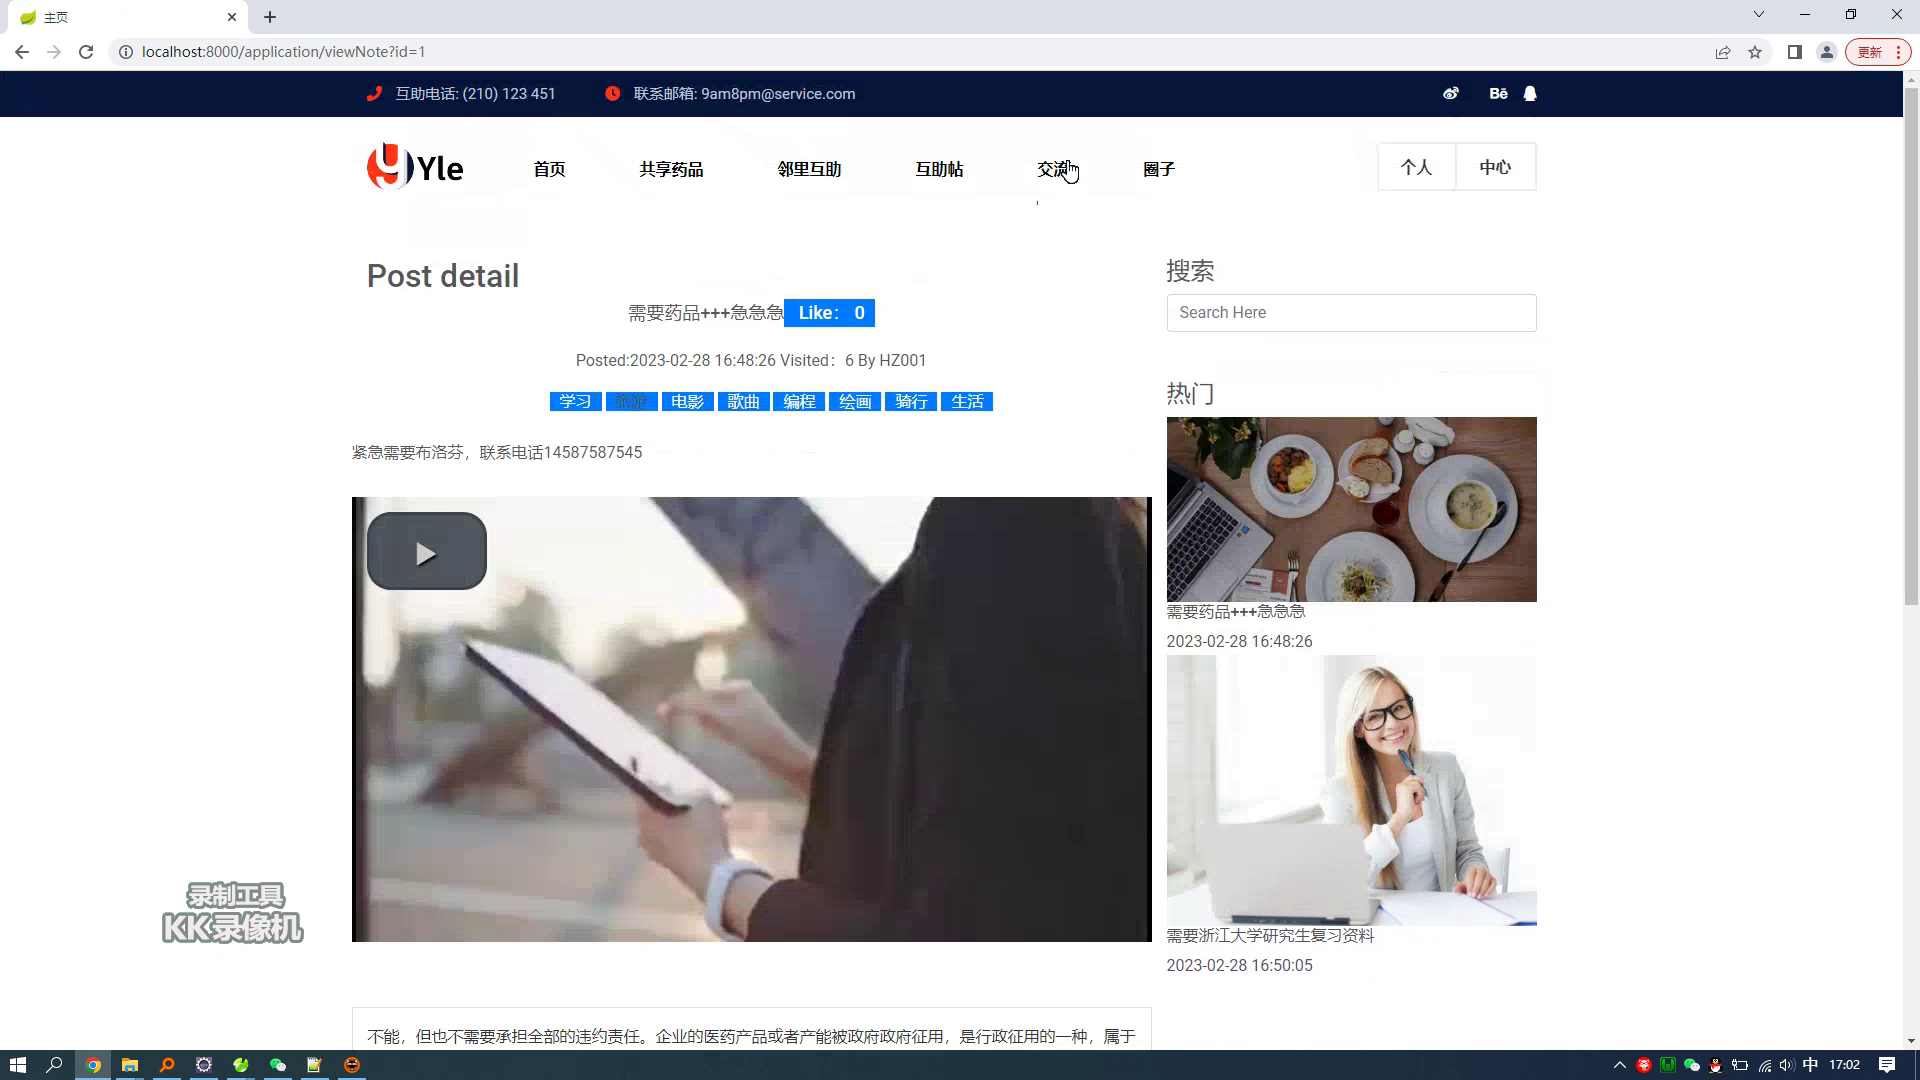 主页
localhost:8000/application/viewNote?id=1
更新
互助电话: (210) 123 451
联系邮箱: 9am8pm@service.com
Bē
Yle
首页
共享药品
邻里互助
互助帖
交流
圈子
个人
中心
Post detail
需要药品+++急急急 Like： 0
Posted:2023-02-28 16:48:26 Visited：6 By HZ001
学习 旅游 电影 歌曲 编程 绘画 骑行 生活
紧急需要布洛芬，联系电话14587587545
不能，但也不需要承担全部的违约责任。企业的医药产品或者产能被政府政府征用，是行政征用的一种，属于
搜索
Search Here
热门
需要药品+++急急急
2023-02-28 16:48:26
需要浙江大学研究生复习资料
2023-02-28 16:50:05
录制工具
KK录像机
中
17:02